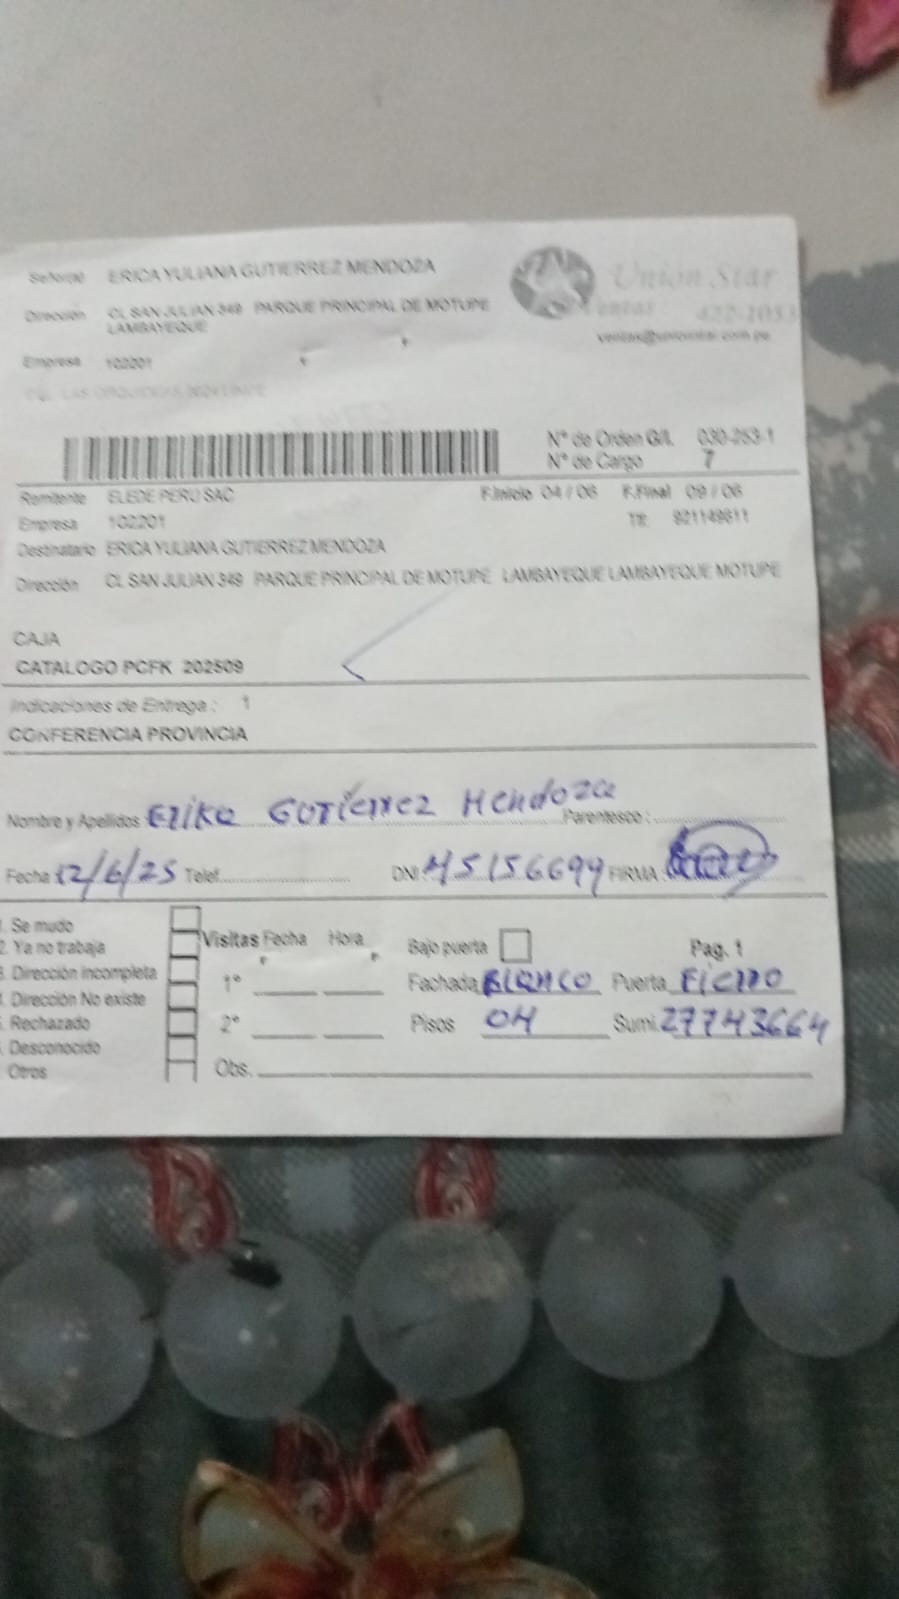 Señor(a) ERICA YULIANA GUTIERREZ MENDOZA
Unión Star
Dirección CL SAN JULIAN 349 PARQUE PRINCIPAL DE MOTUPE
LAMBAYEQUE
Ventas: 422-1053
ventas@unionstar.com.pe
Empresa 102201
N° de Orden G/L 030-253-1
N° de Cargo 7
Remitente ELEDE PERU SAC F.Inicio 04 / 06 F.Final 09 / 06
Empresa 102201 Tlf: 921149811
Destinatario ERICA YULIANA GUTIERREZ MENDOZA
Dirección CL SAN JULIAN 349 PARQUE PRINCIPAL DE MOTUPE LAMBAYEQUE LAMBAYEQUE MOTUPE
CAJA
CATALOGO PCFK 202509
Indicaciones de Entrega : 1
CONFERENCIA PROVINCIA
Nombre y Apellidos Erika Gutierrez Mendoza Parentesco :
Fecha 12/6/25 Telef. DNI: 45156699 FIRMA:
. Se mudo
2. Ya no trabaja Visitas Fecha Hora Bajo puerta Pag. 1
3. Dirección incompleta 1° Fachada Blanco Puerta Fierro
. Dirección No existe
. Rechazado 2° Pisos 04 Sumi. 27743664
. Desconocido
Otros Obs.